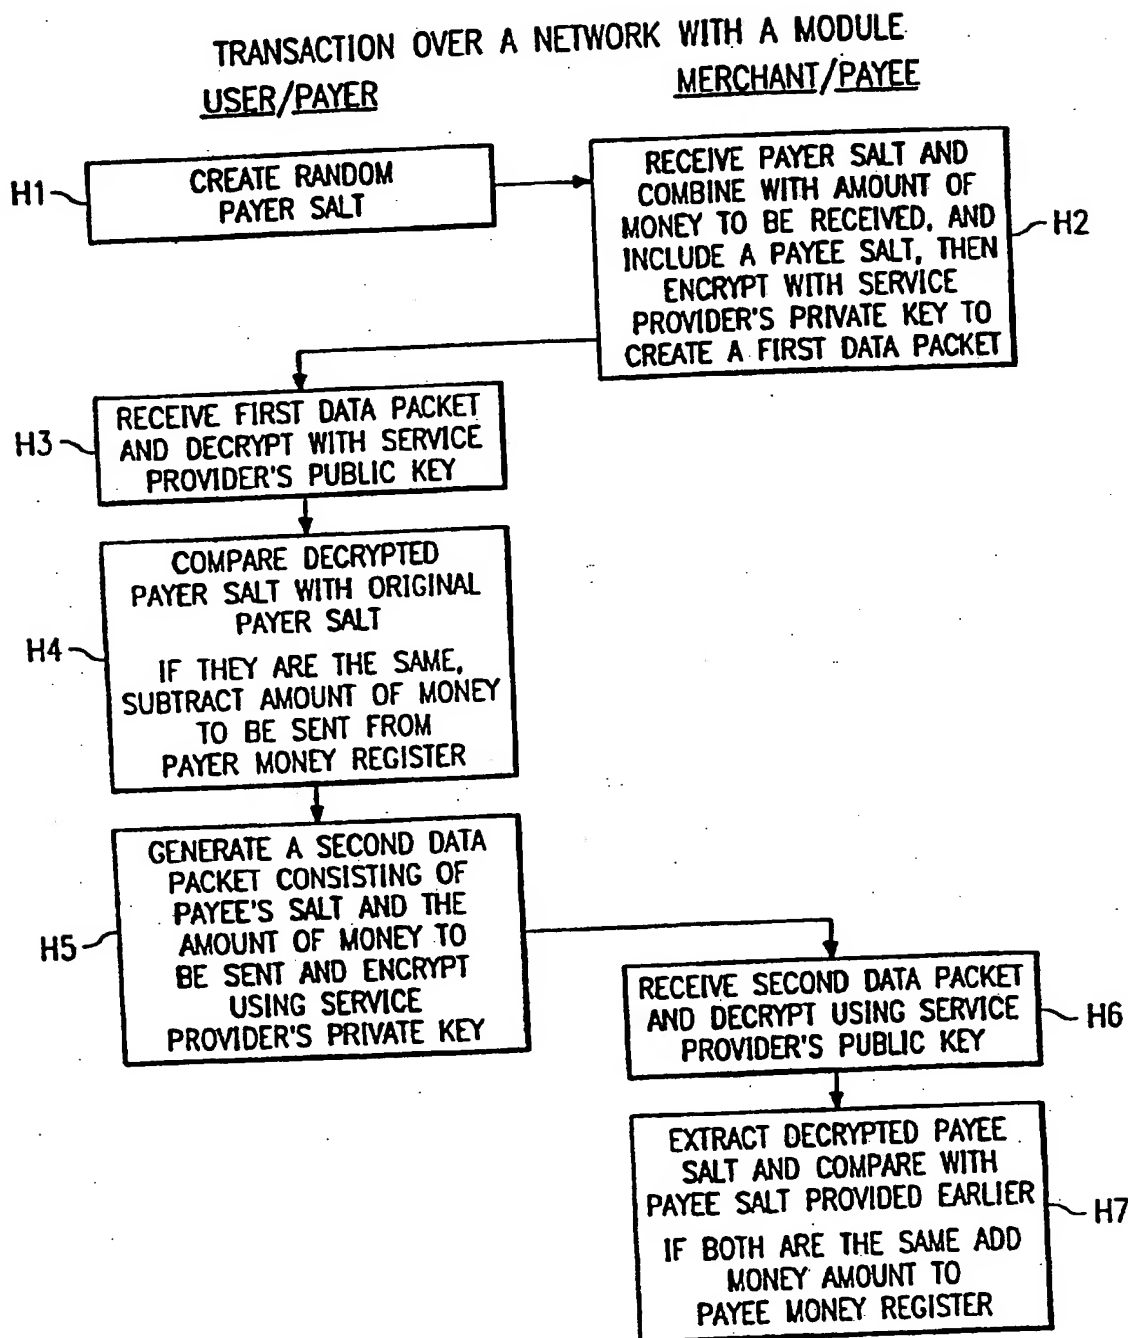 TRANSACTION OVER A NETWORK WITH A MODULE
USER/PAYER
MERCHANT/PAYEE
H1
CREATE RANDOM
PAYER SALT
RECEIVE PAYER SALT AND
COMBINE WITH AMOUNT OF
MONEY TO BE RECEIVED, AND
INCLUDE A PAYEE SALT, THEN
ENCRYPT WITH SERVICE
PROVIDER'S PRIVATE KEY TO
CREATE A FIRST DATA PACKET
H2
H3
RECEIVE FIRST DATA PACKET
AND DECRYPT WITH SERVICE
PROVIDER'S PUBLIC KEY
H4
COMPARE DECRYPTED
PAYER SALT WITH ORIGINAL
PAYER SALT
IF THEY ARE THE SAME,
SUBTRACT AMOUNT OF MONEY
TO BE SENT FROM
PAYER MONEY REGISTER
H5
GENERATE A SECOND DATA
PACKET CONSISTING OF
PAYEE'S SALT AND THE
AMOUNT OF MONEY TO
BE SENT AND ENCRYPT
USING SERVICE
PROVIDER'S PRIVATE KEY
RECEIVE SECOND DATA PACKET
AND DECRYPT USING SERVICE
PROVIDER'S PUBLIC KEY
H6
EXTRACT DECRYPTED PAYEE
SALT AND COMPARE WITH
PAYEE SALT PROVIDED EARLIER
IF BOTH ARE THE SAME ADD
MONEY AMOUNT TO
PAYEE MONEY REGISTER
H7